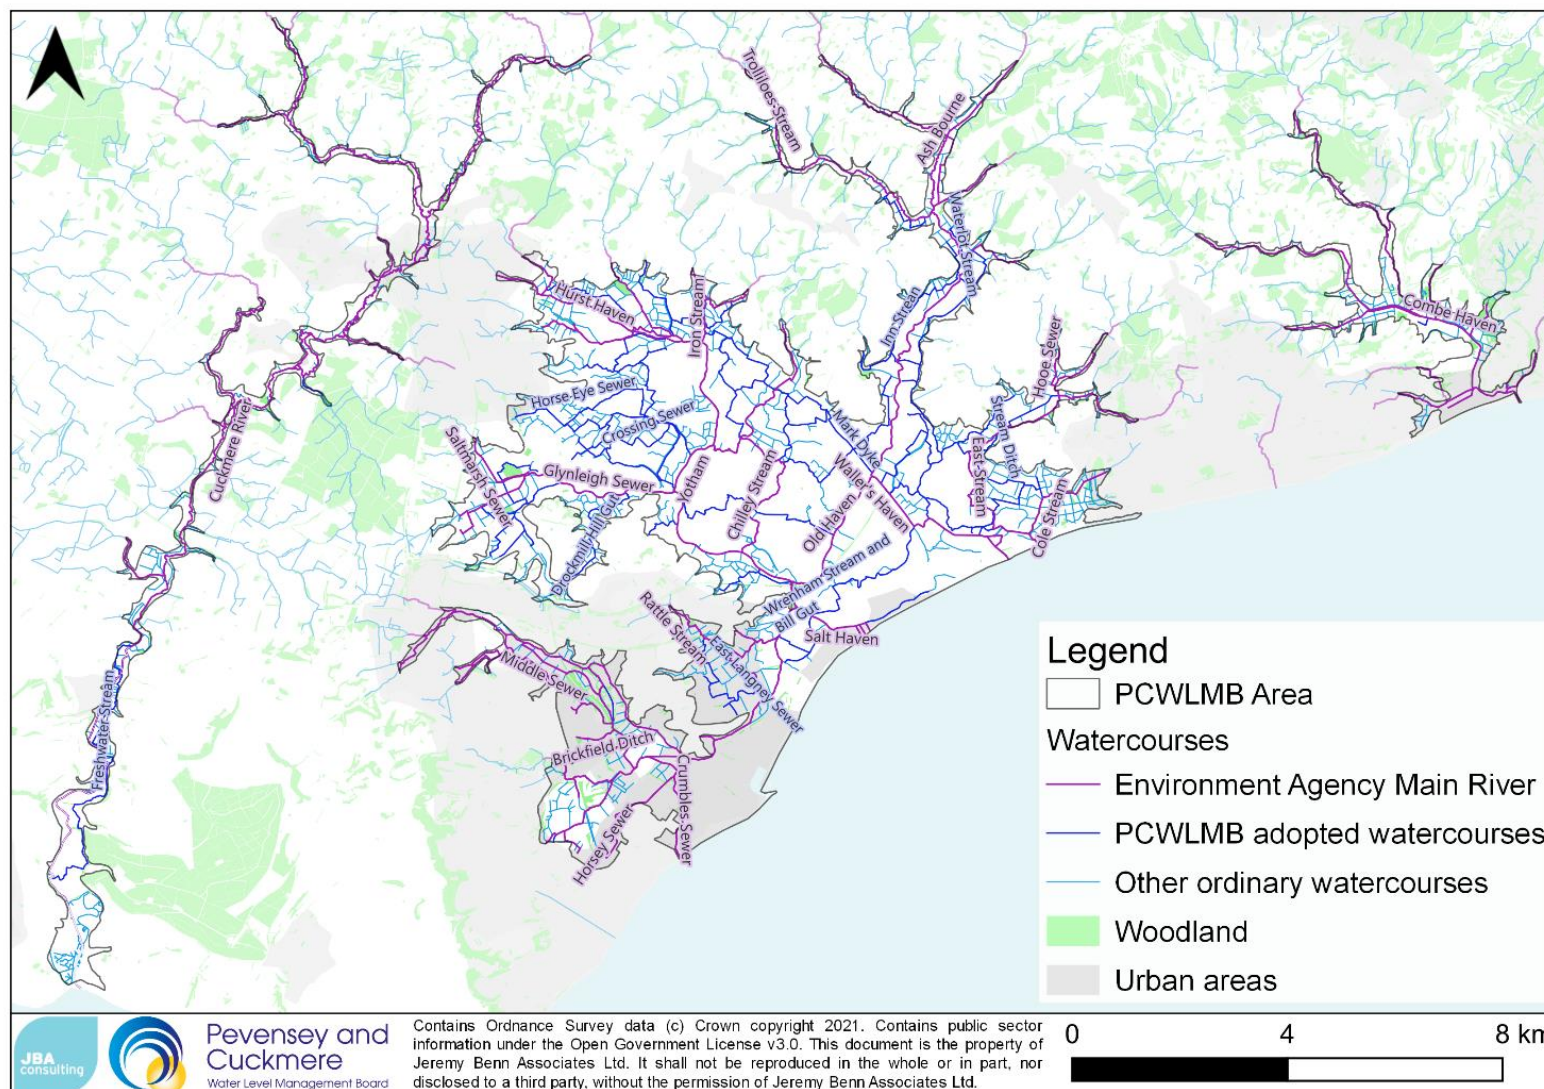 Trolliloes Stream
Ash Bourne
Waterlot Stream
Hurst Haven
Iron Stream
Inn Strean
Combe Haven
Hooe Sewer
Horse Eye Sewer
Crossing Sewer
Mark Dyke
Stream Ditch
East Stream
Cuckmere River
Saltmarsh Sewer
Glynleigh Sewer
Yotham
Chilley Stream
Waller's Haven
Old Haven
Cole Stream
Drockmill Hill Gut
Wrenham Stream and
Bill Gut
Rattle Stream
Salt Haven
East Langney Sewer
Middle Sewer
Freshwater Stream
Brickfield Ditch
Crumbles Sewer
Horsey Sewer
Legend
PCWLMB Area
Watercourses
Environment Agency Main River
PCWLMB adopted watercourses
Other ordinary watercourses
Woodland
Urban areas
JBA
consulting
Pevensey and
Cuckmere
Water Level Management Board
Contains Ordnance Survey data (c) Crown copyright 2021. Contains public sector
information under the Open Government License v3.0. This document is the property of
Jeremy Benn Associates Ltd. It shall not be reproduced in the whole or in part, nor
disclosed to a third party, without the permission of Jeremy Benn Associates Ltd.
0 4 8 km